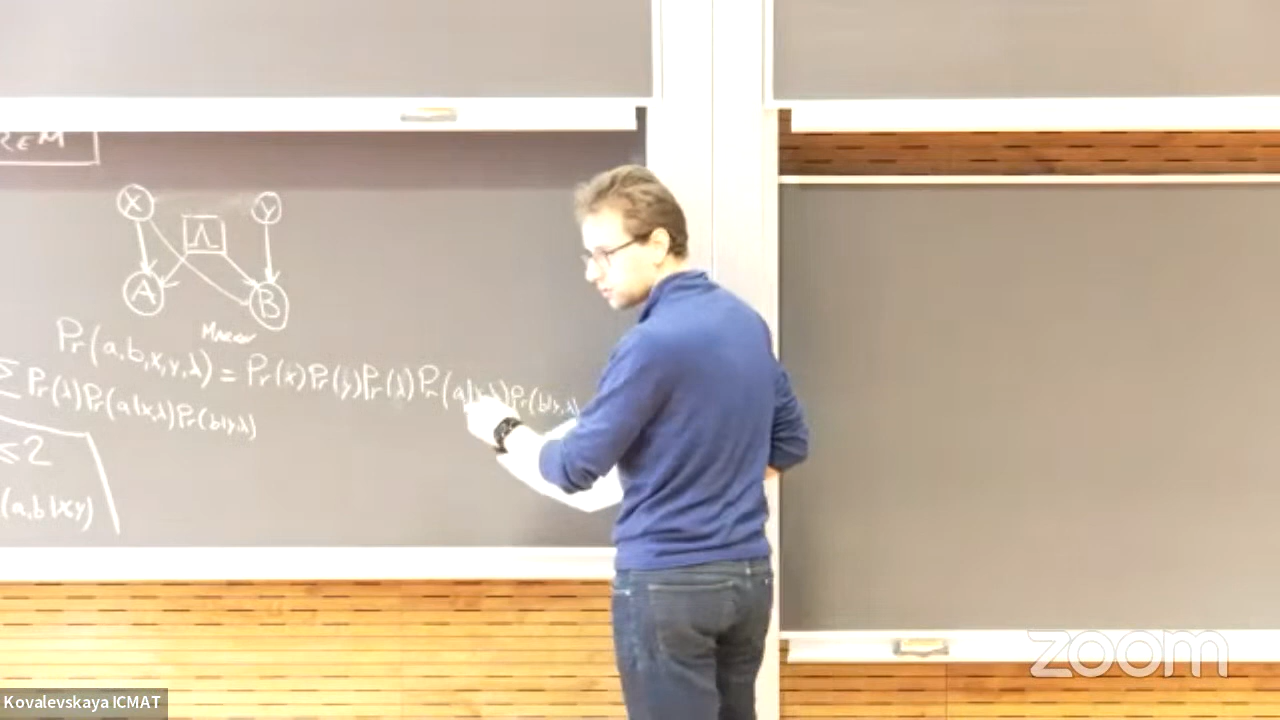 REM
X Y
Λ
A B
Pr(a,b,x,y,λ) = Pr(x)Pr(y)Pr(λ)Pr(a|x,λ)Pr(b|y,λ)
∑Pr(λ)Pr(a|x,λ)Pr(b|y,λ)
≤2
(a,b|xy)
zoom
Kovalevskaya ICMAT